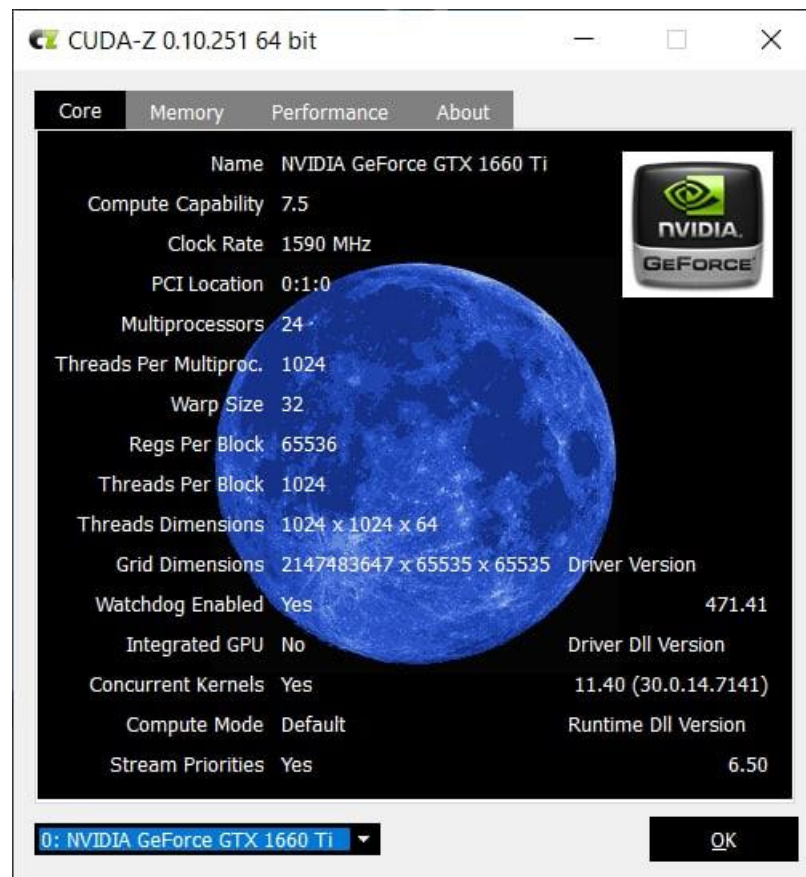 CUDA-Z 0.10.251 64 bit
Core Memory Performance About
Name NVIDIA GeForce GTX 1660 Ti
Compute Capability 7.5
Clock Rate 1590 MHz
PCI Location 0:1:0
Multiprocessors 24
Threads Per Multiproc. 1024
Warp Size 32
Regs Per Block 65536
Threads Per Block 1024
Threads Dimensions 1024 x 1024 x 64
Grid Dimensions 2147483647 x 65535 x 65535 Driver Version
Watchdog Enabled Yes 471.41
Integrated GPU No Driver Dll Version
Concurrent Kernels Yes 11.40 (30.0.14.7141)
Compute Mode Default Runtime Dll Version
Stream Priorities Yes 6.50
NVIDIA.
GEFORCE
0: NVIDIA GeForce GTX 1660 Ti OK